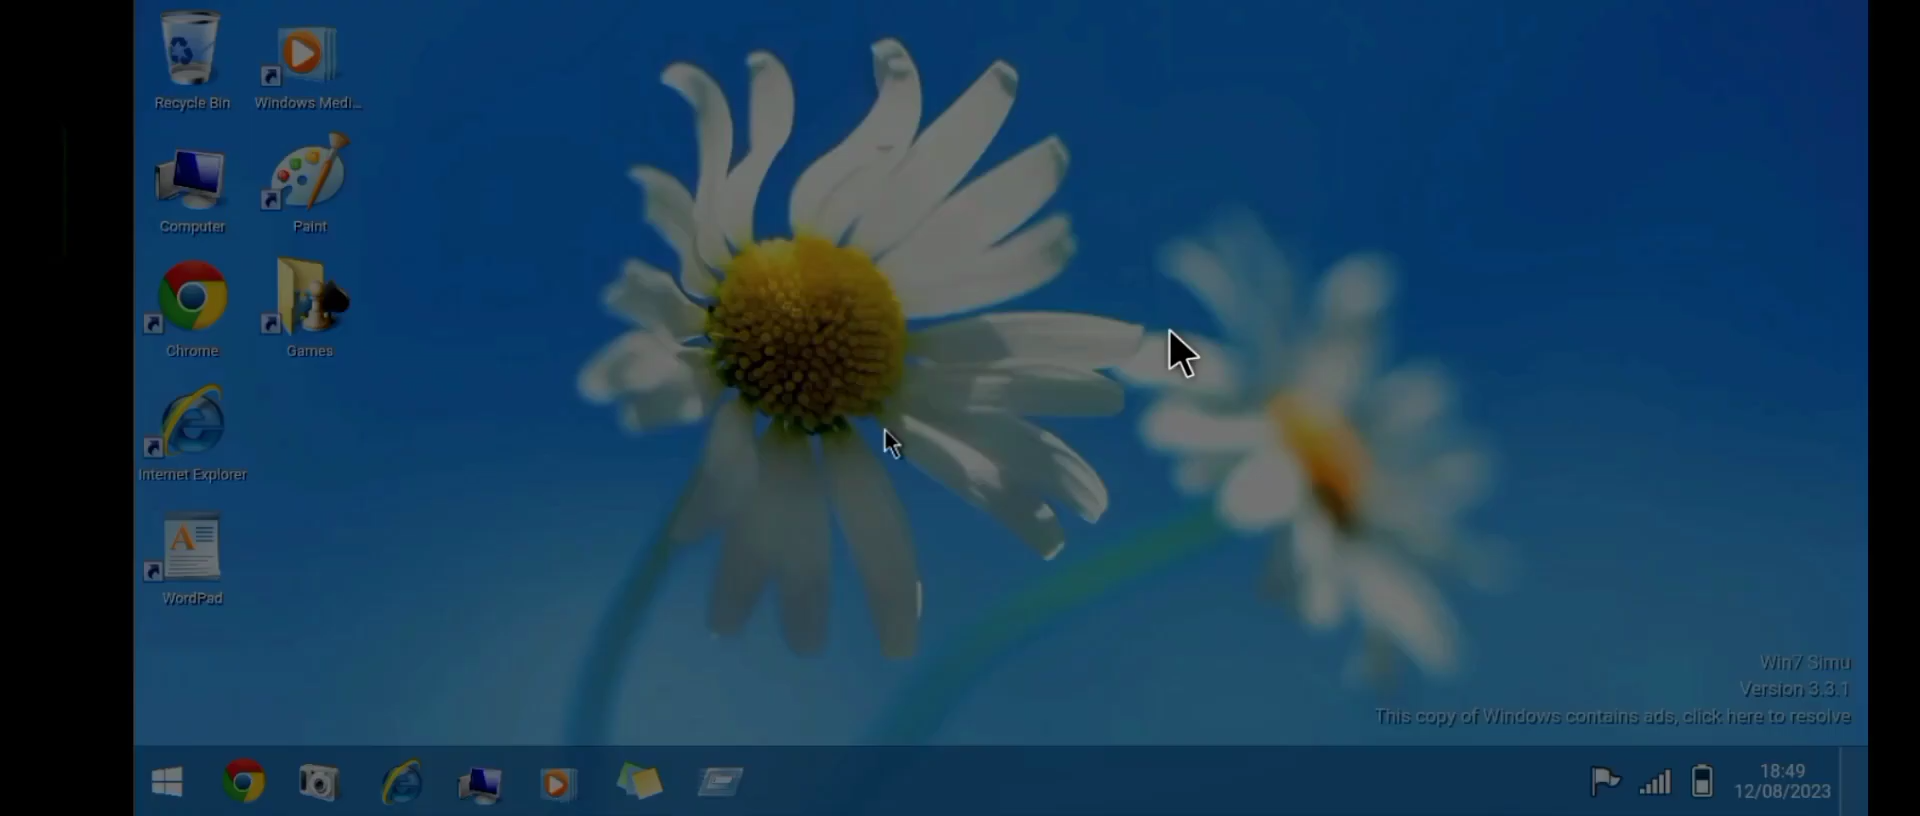 Recycle Bin
Windows Medi...
Computer
Paint
Chrome
Games
Internet Explorer
WordPad
Win7 Simu
Version 3.3.1
This copy of Windows contains ads, click here to resolve
18:49
12/08/2023